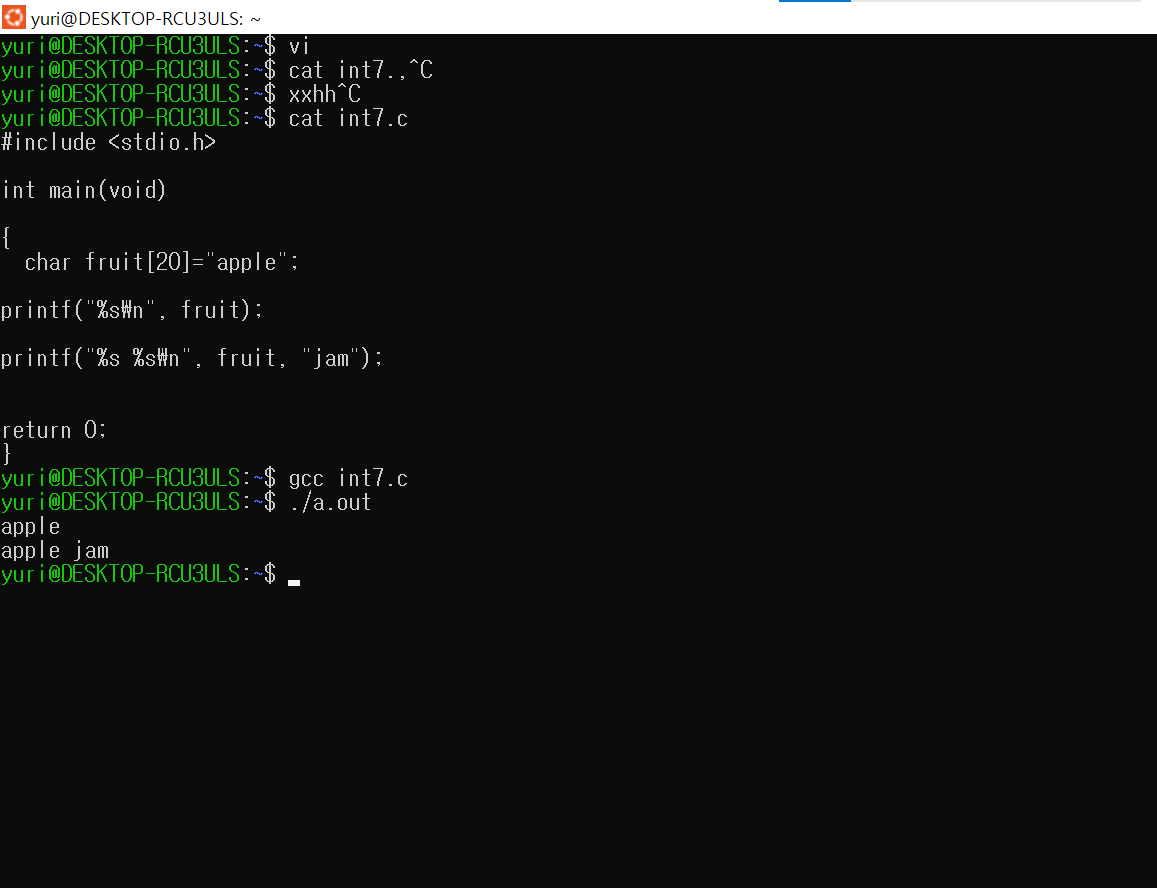 yuri@DESKTOP-RCU3ULS: ~
yuri@DESKTOP-RCU3ULS:~$ vi
yuri@DESKTOP-RCU3ULS:~$ cat int7.,^C
yuri@DESKTOP-RCU3ULS:~$ xxhh^C
yuri@DESKTOP-RCU3ULS:~$ cat int7.c
#include <stdio.h>
int main(void)
{
  char fruit[20]="apple";
printf("%s₩n", fruit);
printf("%s %s₩n", fruit, "jam");
return 0;
}
yuri@DESKTOP-RCU3ULS:~$ gcc int7.c
yuri@DESKTOP-RCU3ULS:~$ ./a.out
apple
apple jam
yuri@DESKTOP-RCU3ULS:~$